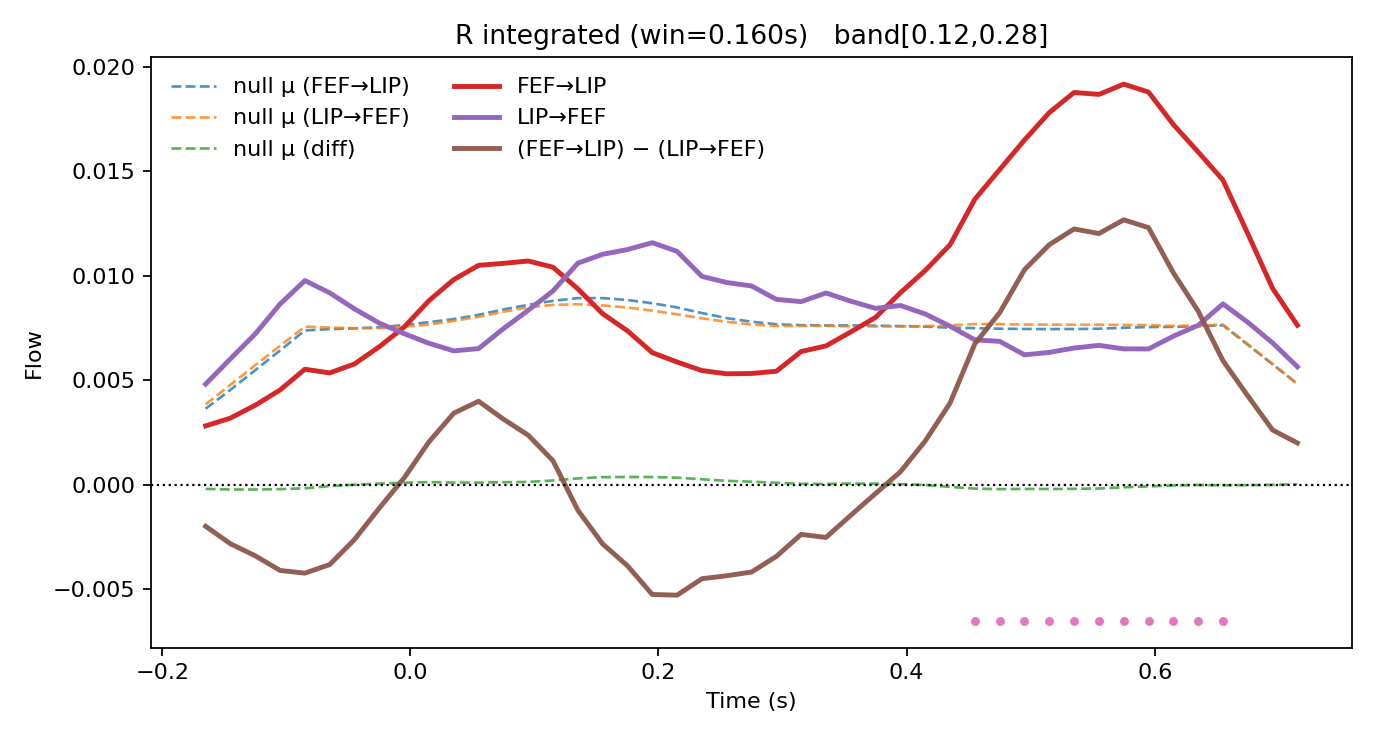 R integrated (win=0.160s) band[0.12,0.28]
0.020
0.015
0.010
0.005
0.000
−0.005
Flow
null μ (FEF→LIP)
null μ (LIP→FEF)
null μ (diff)
FEF→LIP
LIP→FEF
(FEF→LIP) − (LIP→FEF)
−0.2
0.0
0.2
0.4
0.6
Time (s)